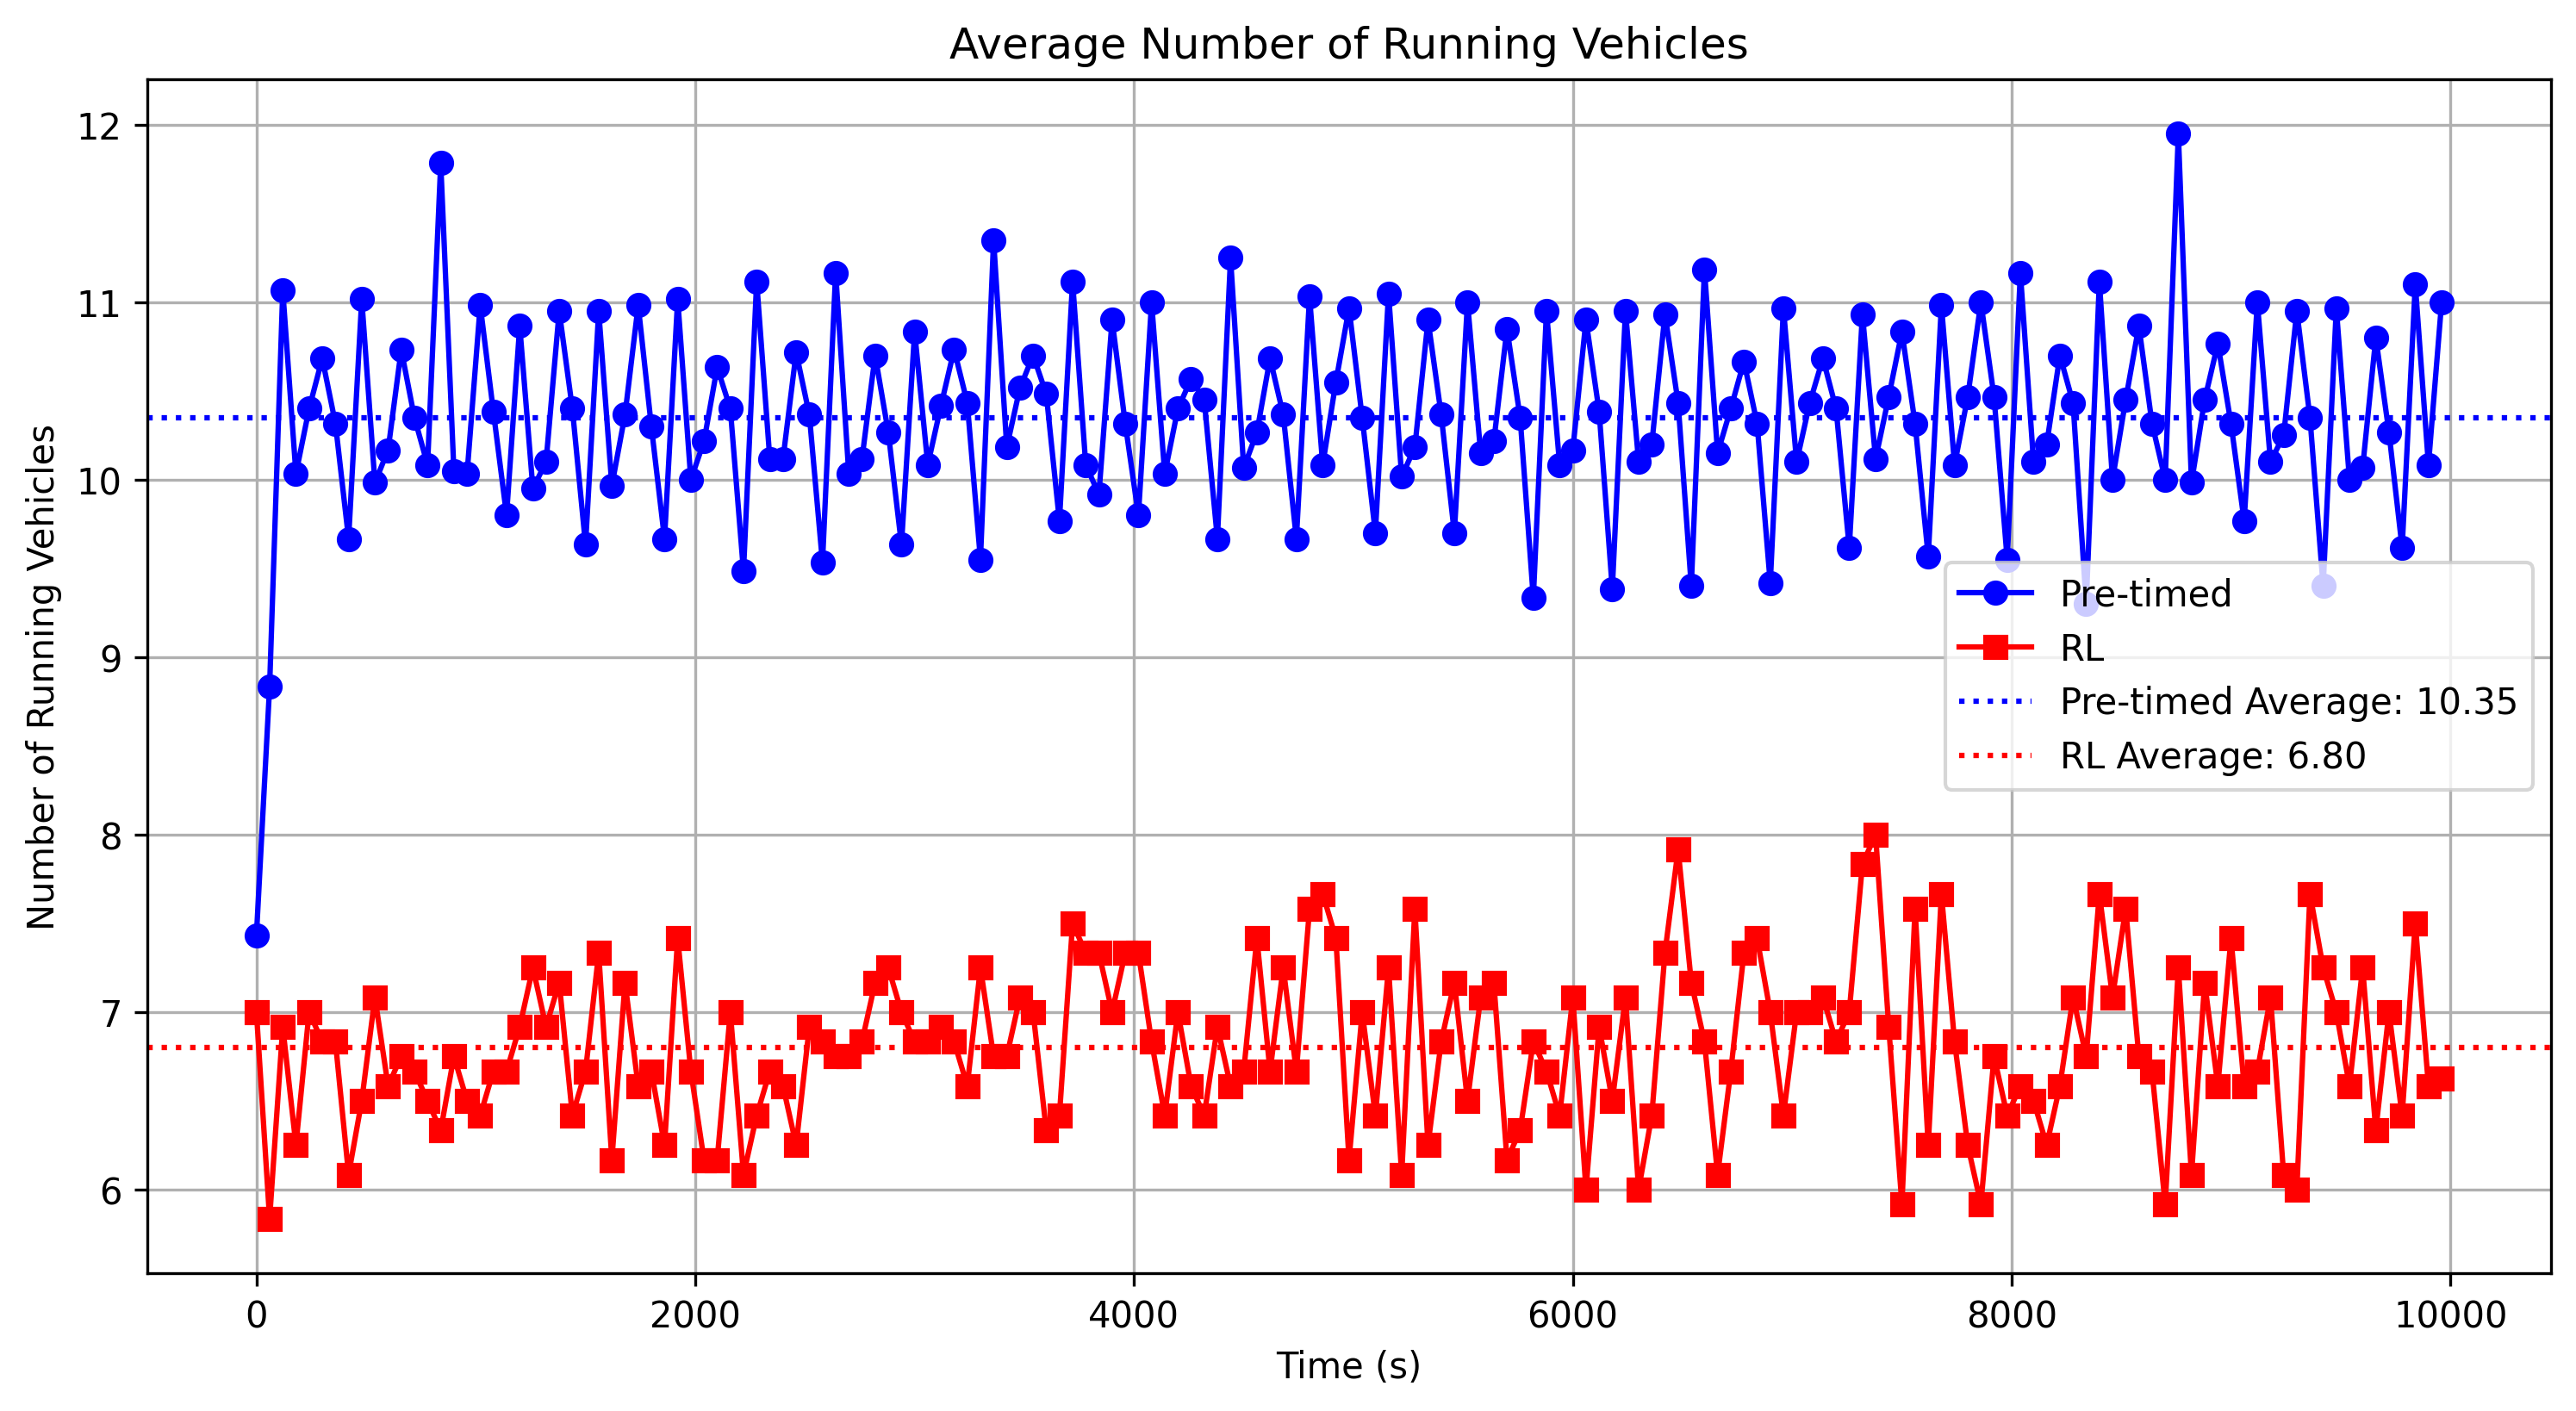 Average Number of Running Vehicles
Number of Running Vehicles
12
11
10
9
8
7
6
Pre-timed
RL
Pre-timed Average: 10.35
RL Average: 6.80
0 2000 4000 6000 8000 10000
Time (s)